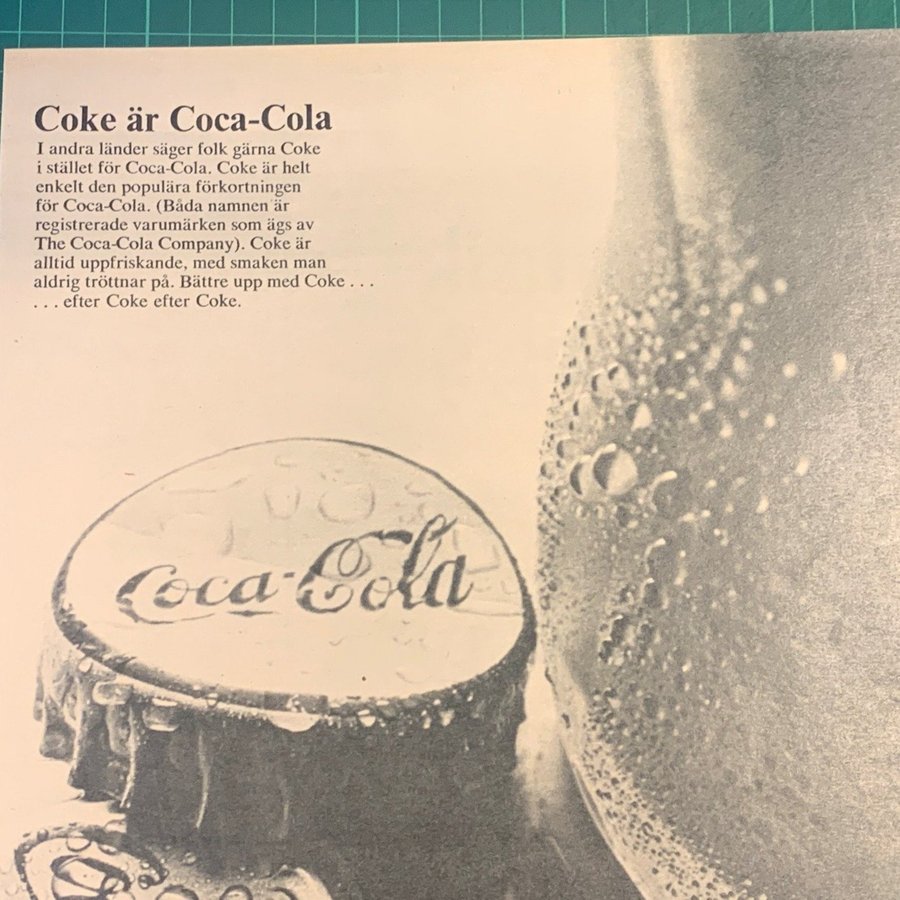 Coke är Coca-Cola
I andra länder säger folk gärna Coke
i stället för Coca-Cola. Coke är helt
enkelt den populära förkortningen
för Coca-Cola. (Båda namnen är
registrerade varumärken som ägs av
The Coca-Cola Company). Coke är
alltid uppfriskande, med smaken man
aldrig tröttnar på. Bättre upp med Coke . . .
. . . efter Coke efter Coke.
Coca-Cola